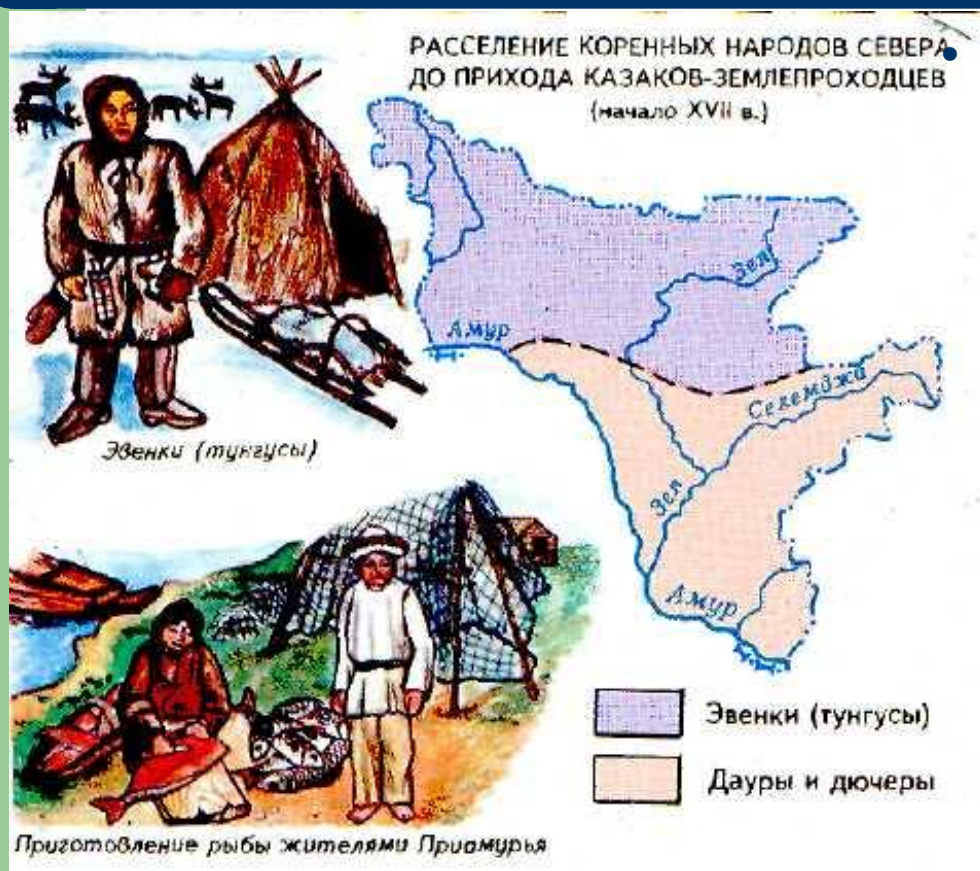 РАССЕЛЕНИЕ КОРЕННЫХ НАРОДОВ СЕВЕРА
ДО ПРИХОДА КАЗАКОВ-ЗЕМЛЕПРОХОДЦЕВ
(начало XVII в.)
Зея
Амур
Селемджа
Эвенки (тунгусы)
Зея
Амур
Эвенки (тунгусы)
Дауры и дючеры
Приготовление рыбы жителями Приамурья